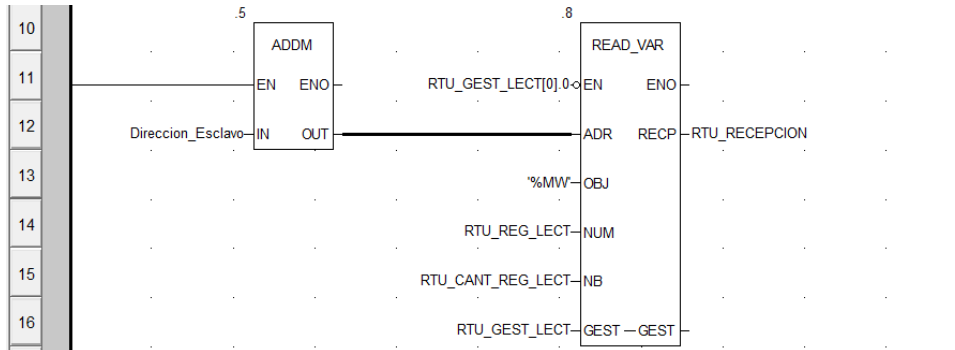 .5 .8
10
ADDM READ_VAR
11 EN ENO RTU_GEST_LECT[0].0 EN ENO
12 Direccion_Esclavo IN OUT ADR RECP RTU_RECEPCION
13 '%MW' OBJ
14 RTU_REG_LECT NUM
15 RTU_CANT_REG_LECT NB
16 RTU_GEST_LECT GEST GEST